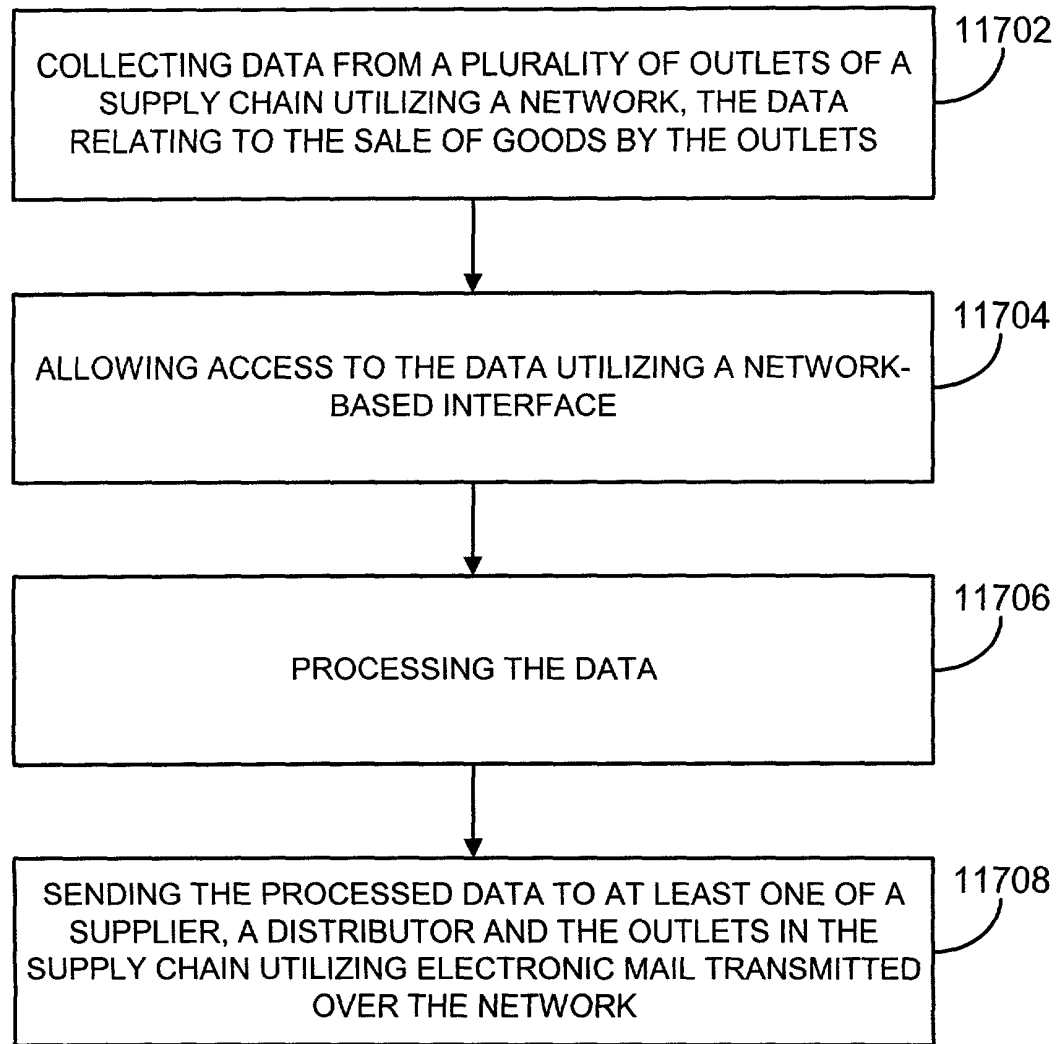 11702
COLLECTING DATA FROM A PLURALITY OF OUTLETS OF A
SUPPLY CHAIN UTILIZING A NETWORK, THE DATA
RELATING TO THE SALE OF GOODS BY THE OUTLETS
11704
ALLOWING ACCESS TO THE DATA UTILIZING A NETWORK-
BASED INTERFACE
11706
PROCESSING THE DATA
11708
SENDING THE PROCESSED DATA TO AT LEAST ONE OF A
SUPPLIER, A DISTRIBUTOR AND THE OUTLETS IN THE
SUPPLY CHAIN UTILIZING ELECTRONIC MAIL TRANSMITTED
OVER THE NETWORK